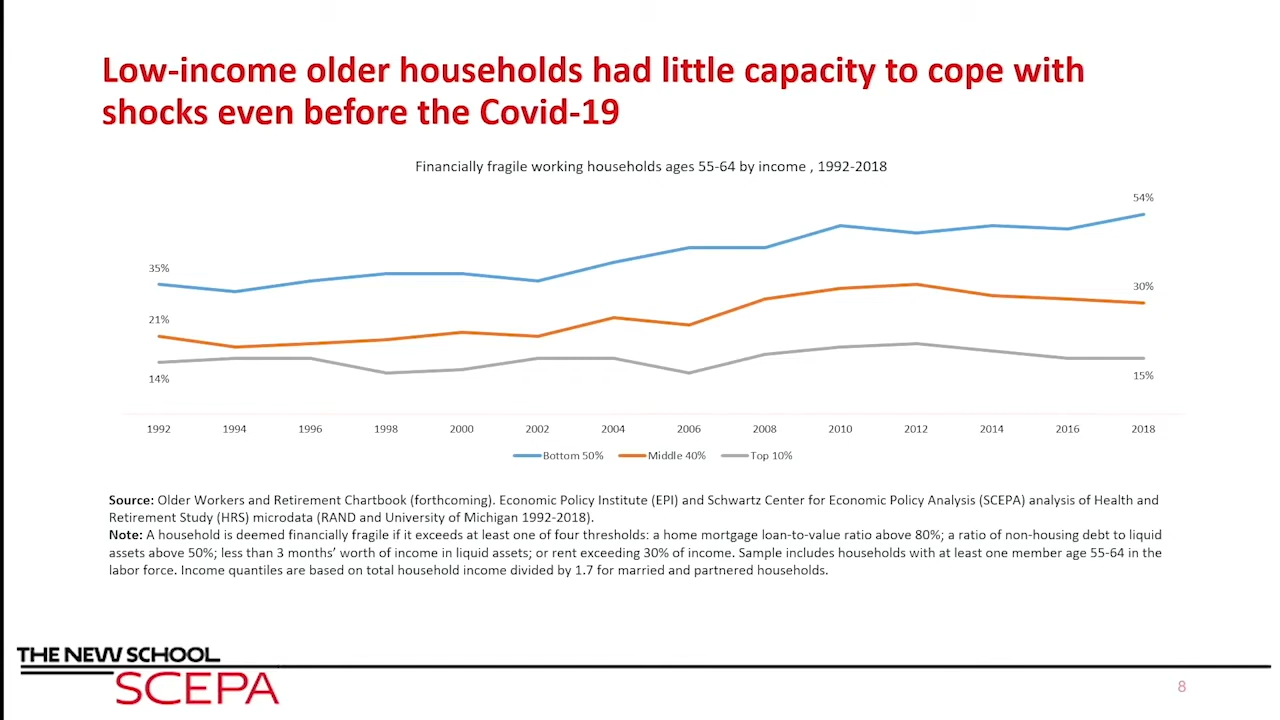 Low-income older households had little capacity to cope with
shocks even before the Covid-19
Financially fragile working households ages 55-64 by income , 1992-2018
54%
35%
30%
21%
14%
15%
1992 1994 1996 1998 2000 2002 2004 2006 2008 2010 2012 2014 2016 2018
Bottom 50% Middle 40% Top 10%
Source: Older Workers and Retirement Chartbook (forthcoming). Economic Policy Institute (EPI) and Schwartz Center for Economic Policy Analysis (SCEPA) analysis of Health and
Retirement Study (HRS) microdata (RAND and University of Michigan 1992-2018).
Note: A household is deemed financially fragile if it exceeds at least one of four thresholds: a home mortgage loan-to-value ratio above 80%; a ratio of non-housing debt to liquid
assets above 50%; less than 3 months’ worth of income in liquid assets; or rent exceeding 30% of income. Sample includes households with at least one member age 55-64 in the
labor force. Income quantiles are based on total household income divided by 1.7 for married and partnered households.
THE NEW SCHOOL
SCEPA
8